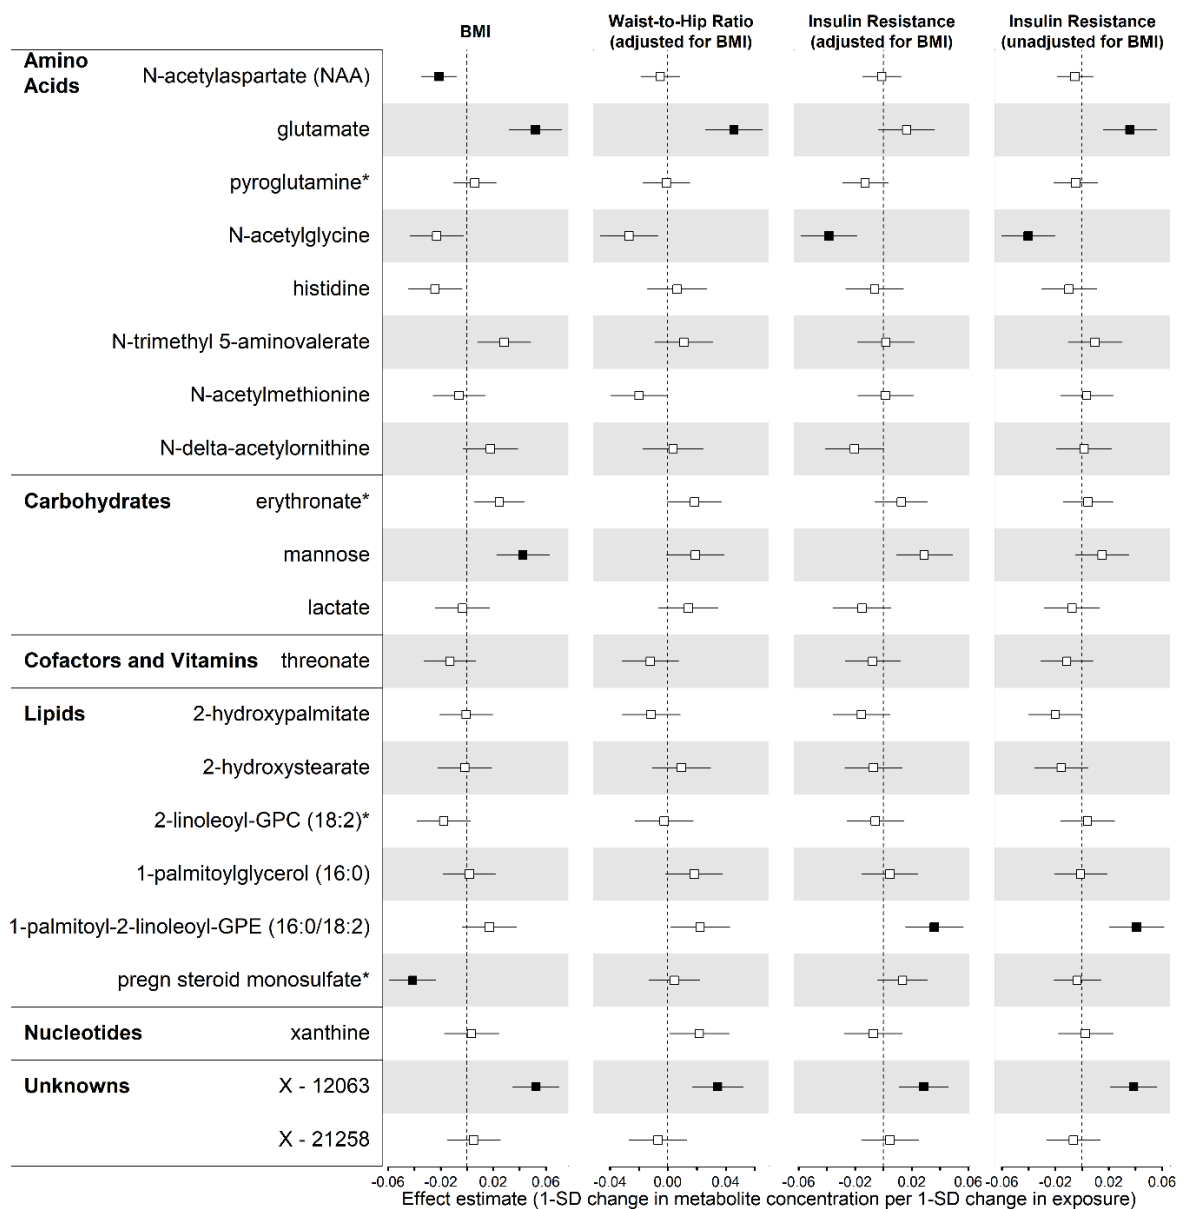 BMI
Waist-to-Hip Ratio
(adjusted for BMI)
Insulin Resistance
(adjusted for BMI)
Insulin Resistance
(unadjusted for BMI)
Amino
Acids
N-acetylaspartate (NAA)
glutamate
pyroglutamine*
N-acetylglycine
histidine
N-trimethyl 5-aminovalerate
N-acetylmethionine
N-delta-acetylornithine
Carbohydrates erythronate*
mannose
lactate
Cofactors and Vitamins threonate
Lipids 2-hydroxypalmitate
2-hydroxystearate
2-linoleoyl-GPC (18:2)*
1-palmitoylglycerol (16:0)
1-palmitoyl-2-linoleoyl-GPE (16:0/18:2)
pregn steroid monosulfate*
Nucleotides xanthine
Unknowns X - 12063
X - 21258
-0.06 -0.02 0.02 0.06 -0.04 0.00 0.04 -0.06 -0.02 0.02 0.06 -0.06 -0.02 0.02 0.06
Effect estimate (1-SD change in metabolite concentration per 1-SD change in exposure)